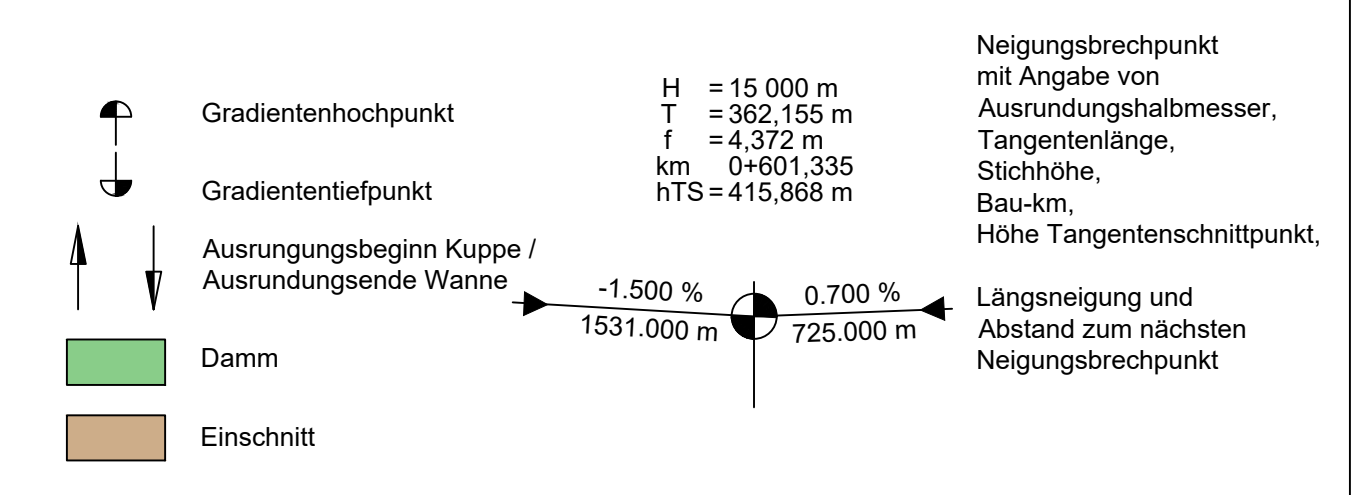 Gradientenhochpunkt
Gradiententiefpunkt
Ausrungungsbeginn Kuppe /
Ausrundungsende Wanne
Damm
Einschnitt
H = 15 000 m
T = 362,155 m
f = 4,372 m
km 0+601,335
hTS = 415,868 m
-1.500 %
1531.000 m
0.700 %
725.000 m
Neigungsbrechpunkt
mit Angabe von
Ausrundungshalbmesser,
Tangentenlänge,
Stichhöhe,
Bau-km,
Höhe Tangentenschnittpunkt,
Längsneigung und
Abstand zum nächsten
Neigungsbrechpunkt